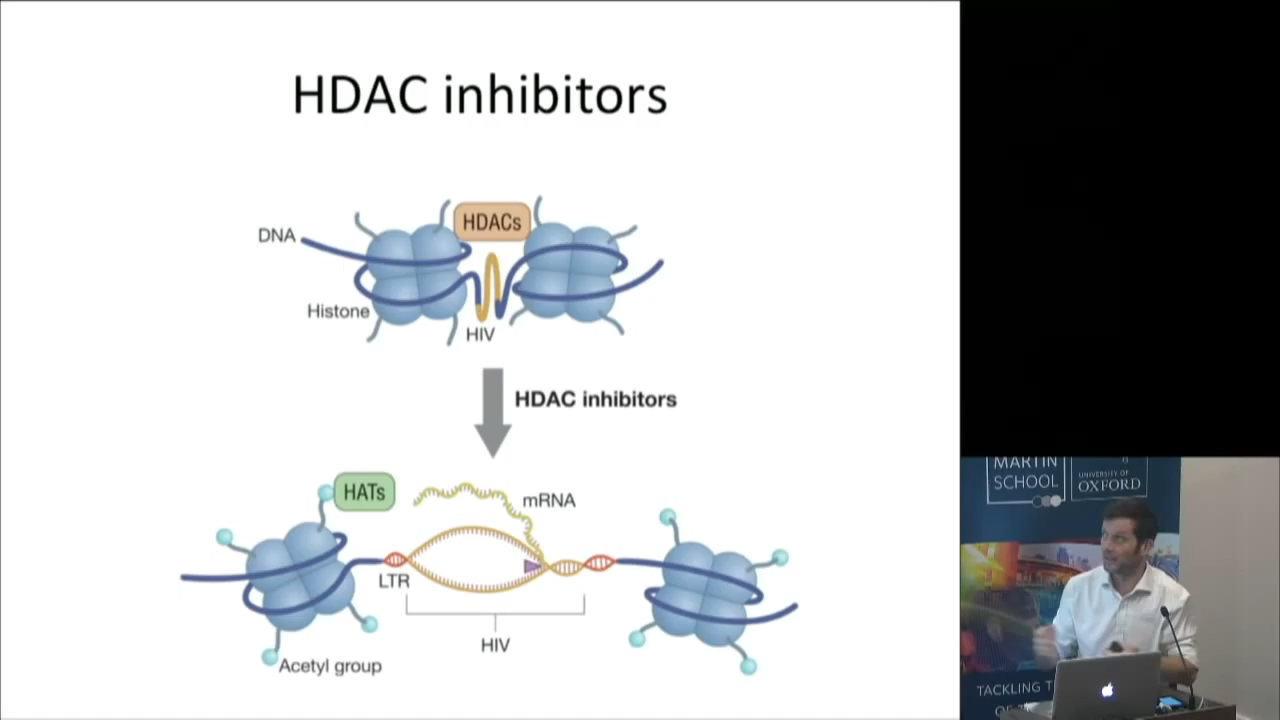 HDAC inhibitors
HDACs
DNA
Histone
HIV
HDAC inhibitors
HATs
mRNA
LTR
HIV
Acetyl group
MARTIN
SCHOOL
UNIVERSITY OF
OXFORD
TACKLING